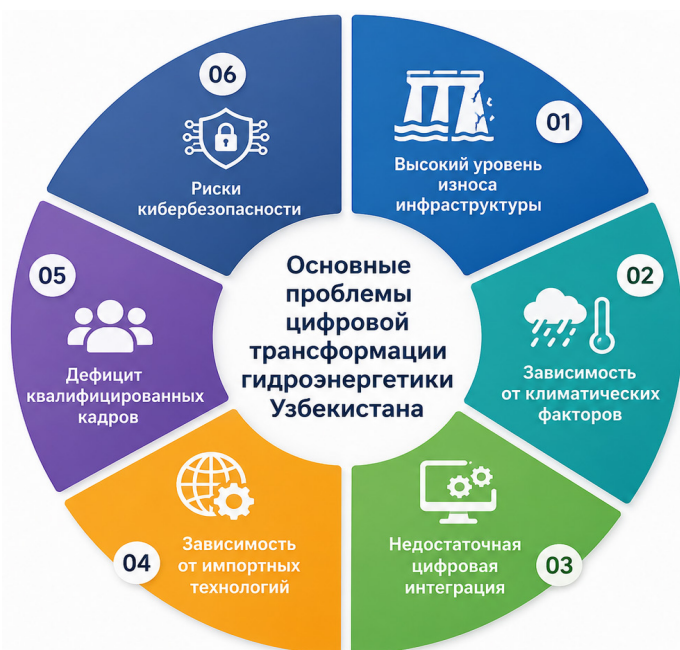 Основные
проблемы
цифровой
трансформации
гидроэнергетики
Узбекистана
01
Высокий уровень
износа
инфраструктуры
02
Зависимость
от климатических
факторов
03
Недостаточная
цифровая
интеграция
04
Зависимость
от импортных
технологий
05
Дефицит
квалифицированных
кадров
06
Риски
кибербезопасности